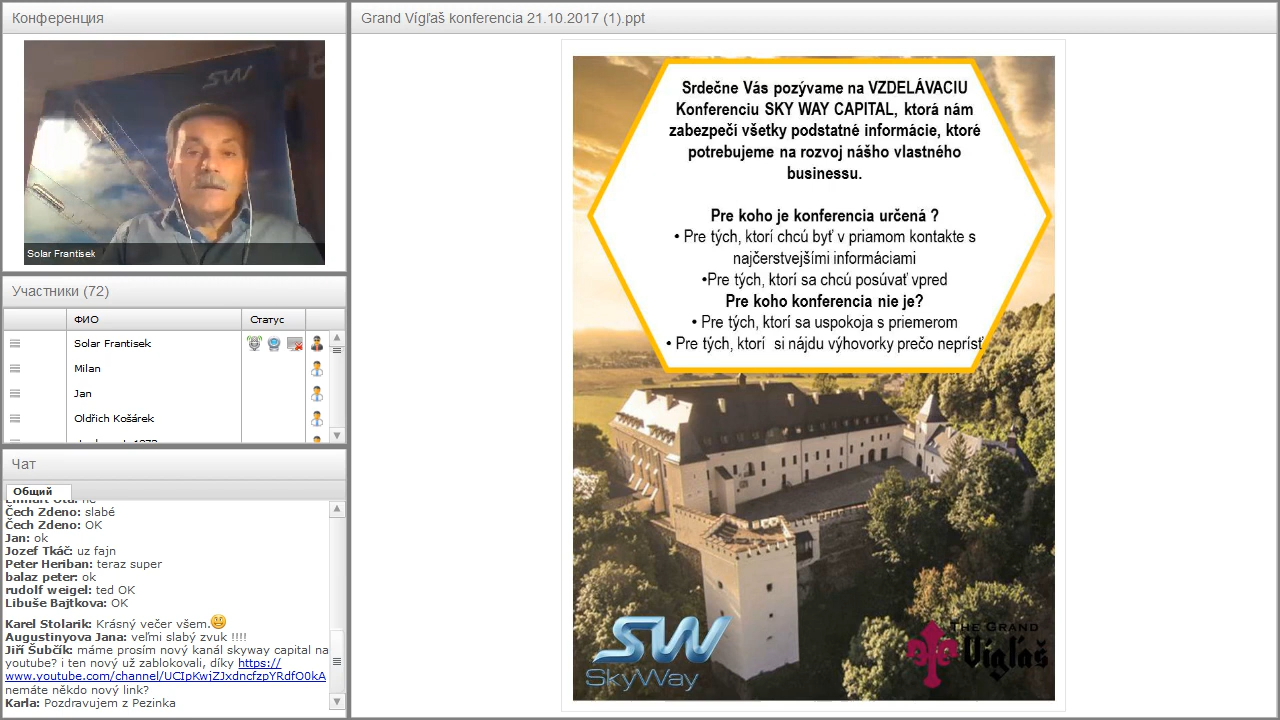 Конференция
SW
Solar Frantisek
Участники (72)
ФИО
Статус
Solar Frantisek
Milan
Jan
Oldřich Košárek
Чат
Общий
Čech Zdeno: slabé
Čech Zdeno: OK
Jan: ok
Jozef Tkáč: uz fajn
Peter Heriban: teraz super
balaz peter: ok
rudolf weigel: ted OK
Libuše Bajtkova: OK
Karel Stolarik: Krásný večer všem.
Augustinyova Jana: veľmi slabý zvuk !!!!
Jiří Šubčík: máme prosím nový kanal skyway capital na
youtube? i ten nový už zablokovali, díky https://
www.youtube.com/channel/UCIpKwjZJxdncfzpYRdfO0kA
nemáte někdo nový link?
Karla: Pozdravujem z Pezinka
Grand Vígľaš konferencia 21.10.2017 (1).ppt
Srdečne Vás pozývame na VZDELÁVACIU
Konferenciu SKY WAY CAPITAL, ktorá nám
zabezpečí všetky podstatné informácie, ktoré
potrebujeme na rozvoj nášho vlastného
businessu.
Pre koho je konferencia určená ?
• Pre tých, ktorí chcú byť v priamom kontakte s
najčerstvejšími informáciami
•Pre tých, ktorí sa chcú posúvať vpred
Pre koho konferencia nie je?
• Pre tých, ktorí sa uspokoja s priemerom
• Pre tých, ktorí si nájdu výhovorky prečo neprísť
SW
SkyWay
THE GRAND
Vígľaš